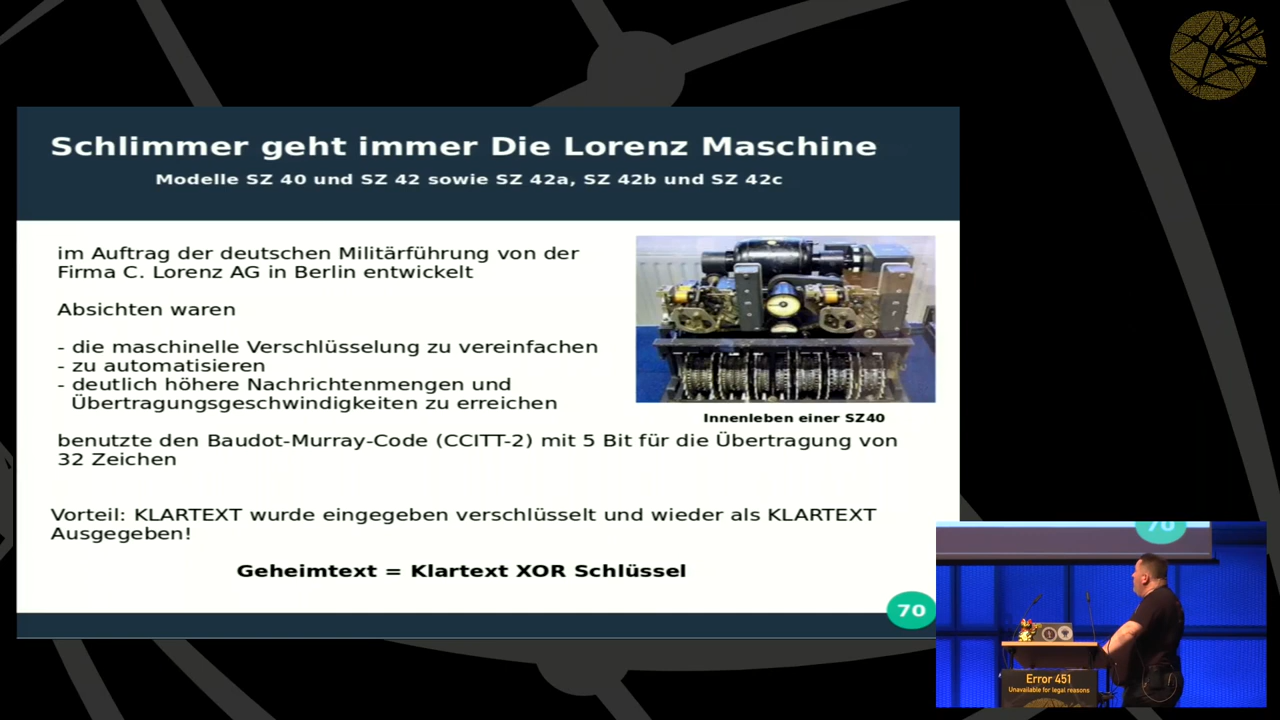 Schlimmer geht immer Die Lorenz Maschine
Modelle SZ 40 und SZ 42 sowie SZ 42a, SZ 42b und SZ 42c
im Auftrag der deutschen Militärführung von der
Firma C. Lorenz AG in Berlin entwickelt
Absichten waren
- die maschinelle Verschlüsselung zu vereinfachen
- zu automatisieren
- deutlich höhere Nachrichtenmengen und
Übertragungsgeschwindigkeiten zu erreichen
Innenleben einer SZ40
benutzte den Baudot-Murray-Code (CCITT-2) mit 5 Bit für die Übertragung von
32 Zeichen
Vorteil: KLARTEXT wurde eingegeben verschlüsselt und wieder als KLARTEXT
Ausgegeben!
Geheimtext = Klartext XOR Schlüssel
70
70
Error 451
Unavailable for legal reasons